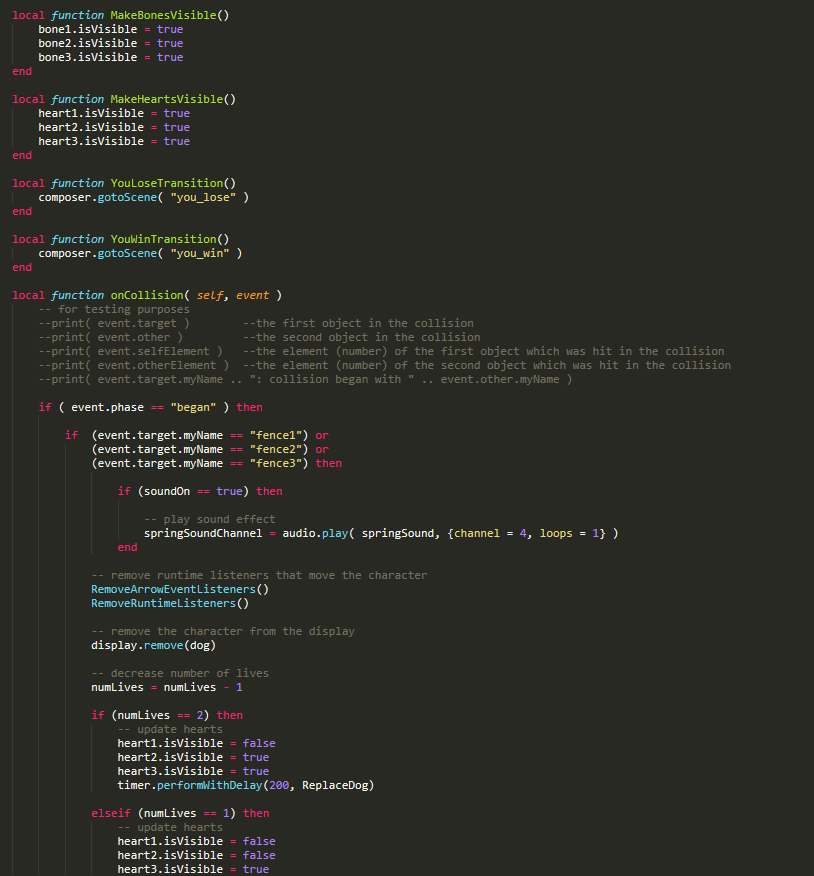 local function MakeBonesVisible()
    bone1.isVisible = true
    bone2.isVisible = true
    bone3.isVisible = true
end

local function MakeHeartsVisible()
    heart1.isVisible = true
    heart2.isVisible = true
    heart3.isVisible = true
end

local function YouLoseTransition()
    composer.gotoScene( "you_lose" )
end

local function YouWinTransition()
    composer.gotoScene( "you_win" )
end

local function onCollision( self, event )
    -- for testing purposes
    --print( event.target )        --the first object in the collision
    --print( event.other )         --the second object in the collision
    --print( event.selfElement )   --the element (number) of the first object which was hit in the collision
    --print( event.otherElement )  --the element (number) of the second object which was hit in the collision
    --print( event.target.myName .. ": collision began with " .. event.other.myName )

    if ( event.phase == "began" ) then

        if  (event.target.myName == "fence1") or
            (event.target.myName == "fence2") or
            (event.target.myName == "fence3") then

                if (soundOn == true) then

                    -- play sound effect
                    springSoundChannel = audio.play( springSound, {channel = 4, loops = 1} )
                end

            -- remove runtime listeners that move the character
            RemoveArrowEventListeners()
            RemoveRuntimeListeners()

            -- remove the character from the display
            display.remove(dog)

            -- decrease number of lives
            numLives = numLives - 1

            if (numLives == 2) then
                -- update hearts
                heart1.isVisible = false
                heart2.isVisible = true
                heart3.isVisible = true
                timer.performWithDelay(200, ReplaceDog)

            elseif (numLives == 1) then
                -- update hearts
                heart1.isVisible = false
                heart2.isVisible = false
                heart3.isVisible = true